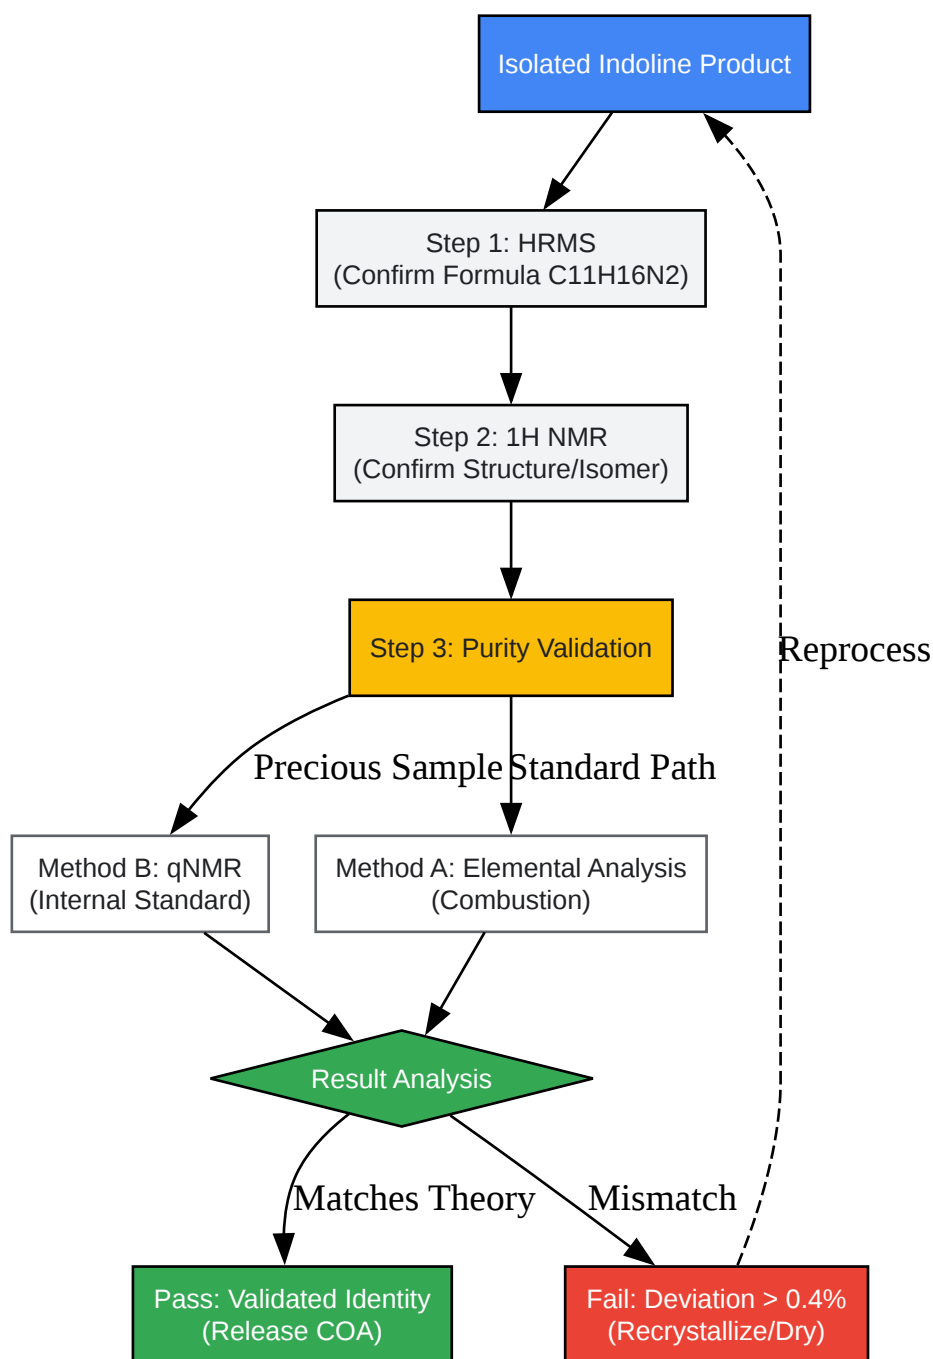 Isolated Indoline Product
Step 1: HRMS
(Confirm Formula C11H16N2)
Step 2: 1H NMR
(Confirm Structure/Isomer)
Step 3: Purity Validation
Reprocess
Precious Sample
Standard Path
Method B: qNMR
(Internal Standard)
Method A: Elemental Analysis
(Combustion)
Result Analysis
Matches Theory
Mismatch
Pass: Validated Identity
(Release COA)
Fail: Deviation > 0.4%
(Recrystallize/Dry)